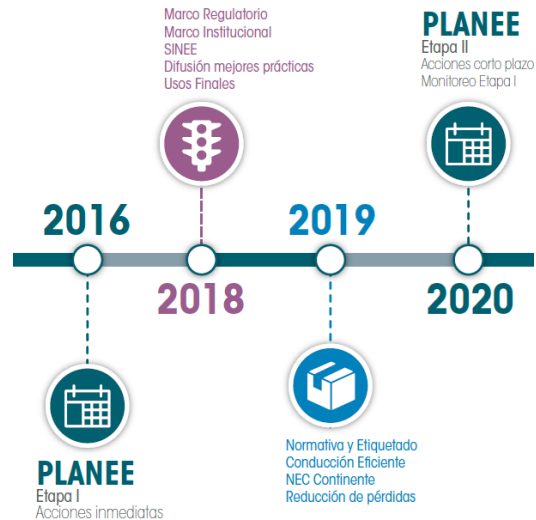 Marco Regulatorio
Marco Institucional
SINEE
Difusión mejores prácticas
Usos Finales
PLANEE
Etapa II
Acciones corto plazo
Monitoreo Etapa I
2016
2019
2018
2020
PLANEE
Etapa I
Acciones inmediatas
Normativa y Etiquetado
Conducción Eficiente
NEC Continente
Reducción de pérdidas